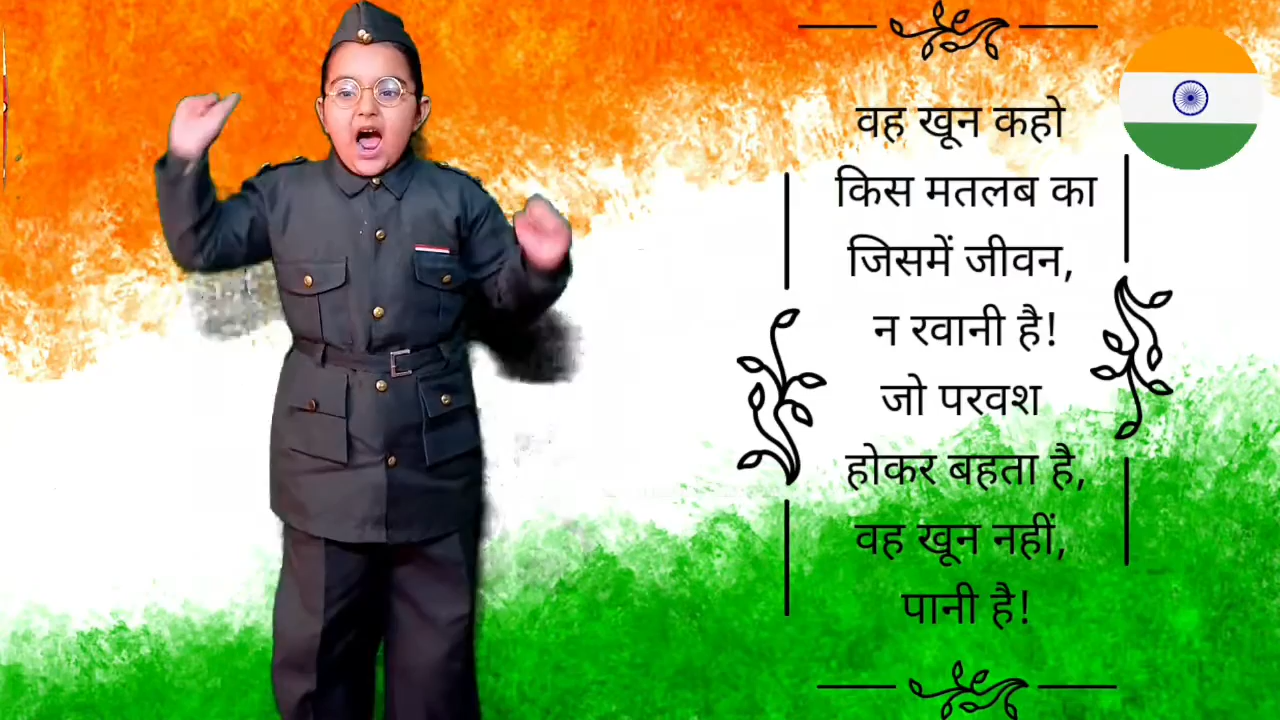 वह खून कहो
किस मतलब का
जिसमें जीवन,
न रवानी है!
जो परवश
होकर बहता है,
वह खून नहीं,
पानी है!